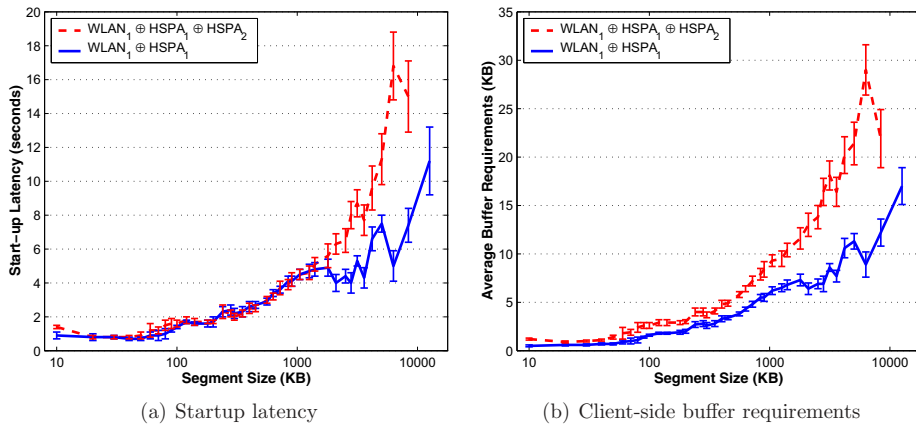 WLAN1 ⊕ HSPA1 ⊕ HSPA2
WLAN1 ⊕ HSPA1
20
18
16
14
12
10
8
6
4
2
0
Start-up Latency (seconds)
10
100
1000
10000
Segment Size (KB)
(a) Startup latency
WLAN1 ⊕ HSPA1 ⊕ HSPA2
WLAN1 ⊕ HSPA1
35
30
25
20
15
10
5
0
Average Buffer Requirements (KB)
10
100
1000
10000
Segment Size (KB)
(b) Client-side buffer requirements